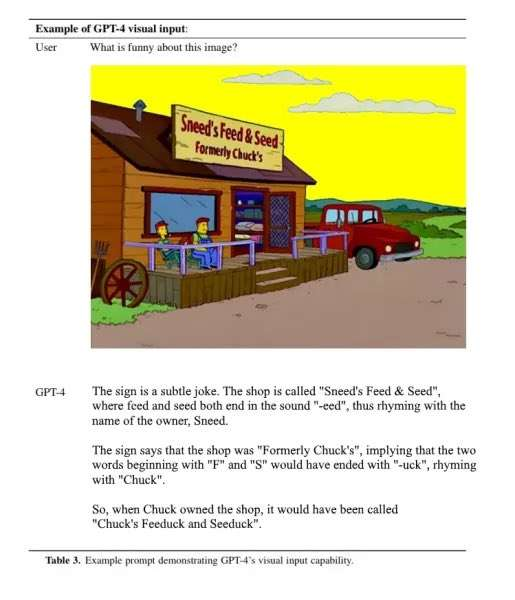 Example of GPT-4 visual input:
User What is funny about this image?
Sneed's Feed & Seed
Formerly Chuck's
GPT-4 The sign is a subtle joke. The shop is called "Sneed's Feed & Seed",
where feed and seed both end in the sound "-eed", thus rhyming with the
name of the owner, Sneed.
The sign says that the shop was "Formerly Chuck's", implying that the two
words beginning with "F" and "S" would have ended with "-uck", rhyming
with "Chuck".
So, when Chuck owned the shop, it would have been called
"Chuck's Feeduck and Seeduck".
Table 3. Example prompt demonstrating GPT-4's visual input capability.